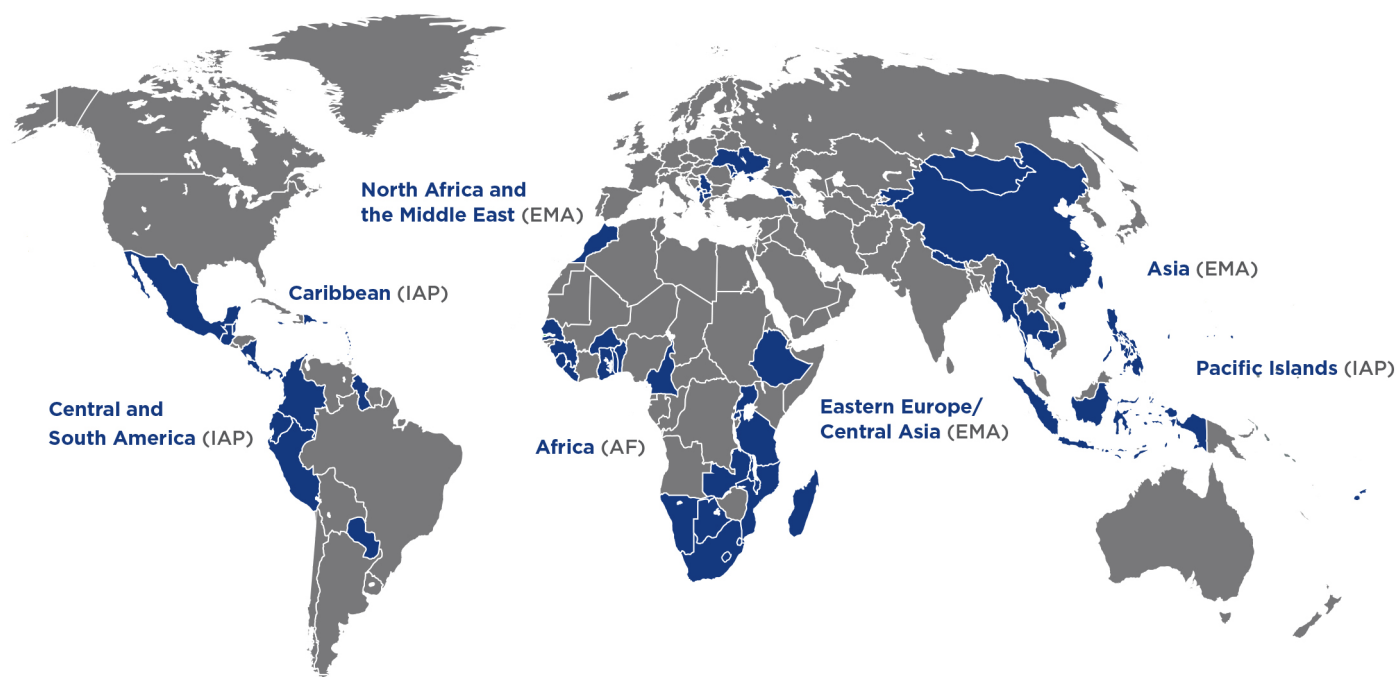 North Africa and
the Middle East (EMA)
Asia (EMA)
Caribbean (IAP)
Pacific Islands (IAP)
Central and
South America (IAP)
Eastern Europe/
Central Asia (EMA)
Africa (AF)